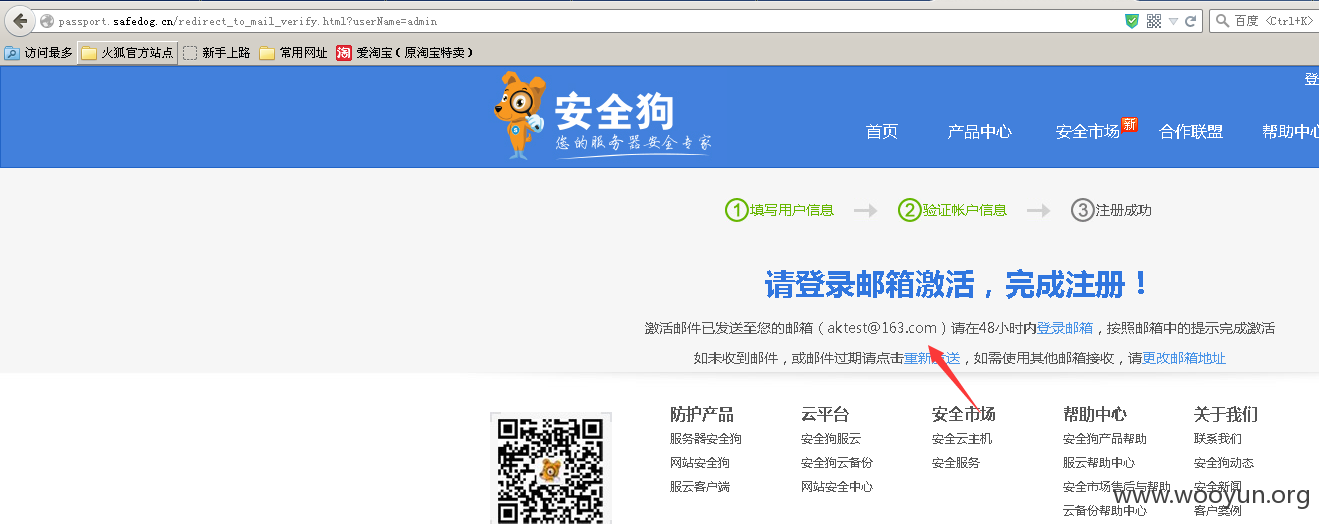 passport.safedog.cn/redirect_to_mail_verify.html?userName=admin
百度 <Ctrl+K>
访问最多 火狐官方站点 新手上路 常用网址 淘 爱淘宝（原淘宝特卖）
登
安全狗
您的服务器安全专家
首页 产品中心 安全市场 新 合作联盟 帮助中心
1 填写用户信息 2 验证帐户信息 3 注册成功
请登录邮箱激活，完成注册！
激活邮件已发送至您的邮箱（aktest@163.com）请在48小时内登录邮箱，按照邮箱中的提示完成激活
如未收到邮件，或邮件过期请点击重新发送，如需使用其他邮箱接收，请更改邮箱地址
防护产品 云平台 安全市场 帮助中心 关于我们
服务器安全狗 安全狗服云 安全云主机 安全狗产品帮助 联系我们
网站安全狗 安全狗云备份 安全服务 服云帮助中心 安全狗动态
服云客户端 网站安全中心 安全市场售后与帮助 安全新闻
www.wooyun.org
云备份帮助中心 客户案例